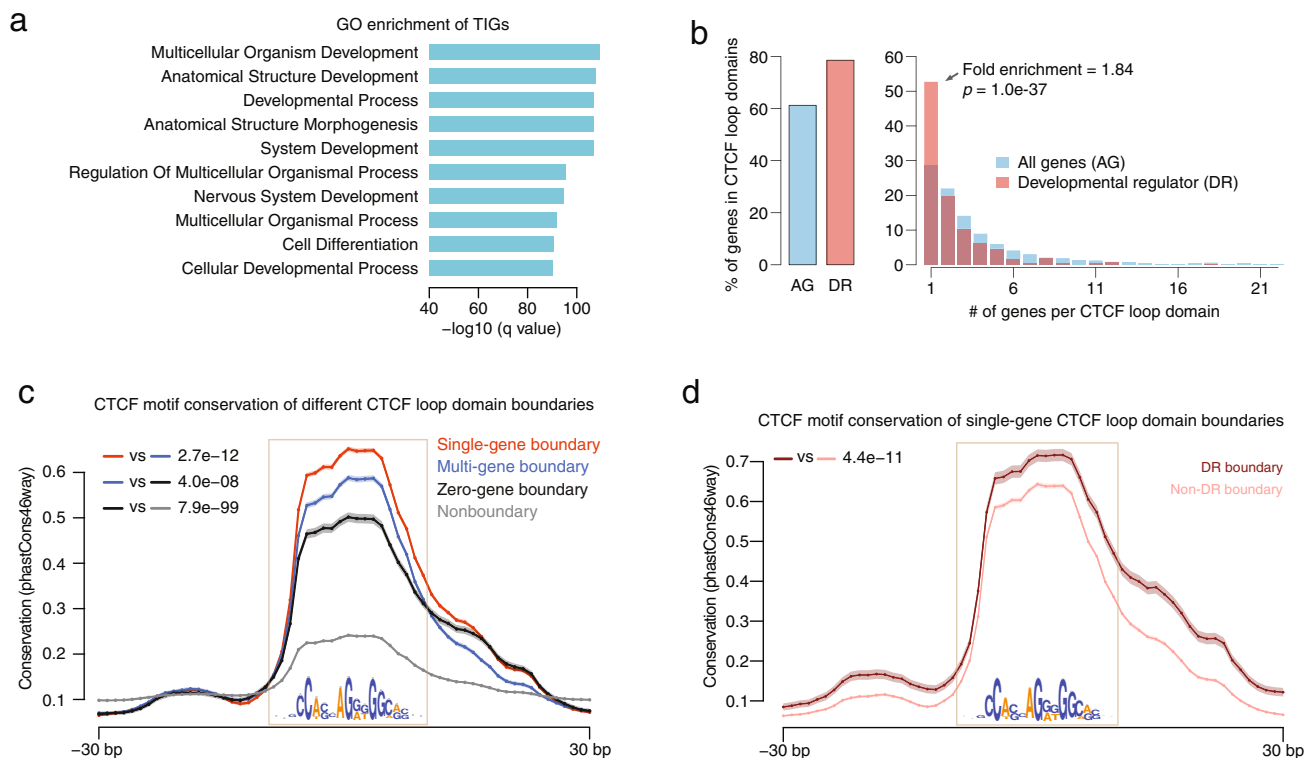 a
GO enrichment of TIGs
Multicellular Organism Development
Anatomical Structure Development
Developmental Process
Anatomical Structure Morphogenesis
System Development
Regulation Of Multicellular Organismal Process
Nervous System Development
Multicellular Organismal Process
Cell Differentiation
Cellular Developmental Process
40 60 80 100
−log10 (q value)
b
% of genes in CTCF loop domains
80
60
40
20
0
AG DR
60
50
40
30
20
10
0
Fold enrichment = 1.84
p = 1.0e-37
All genes (AG)
Developmental regulator (DR)
1 6 11 16 21
# of genes per CTCF loop domain
c
CTCF motif conservation of different CTCF loop domain boundaries
vs 2.7e−12
vs 4.0e−08
vs 7.9e−99
Single-gene boundary
Multi-gene boundary
Zero-gene boundary
Nonboundary
Conservation (phastCons46way)
0.6
0.5
0.4
0.3
0.2
0.1
−30 bp 30 bp
d
CTCF motif conservation of single-gene CTCF loop domain boundaries
vs 4.4e−11
DR boundary
Non-DR boundary
Conservation (phastCons46way)
0.7
0.6
0.5
0.4
0.3
0.2
0.1
−30 bp 30 bp